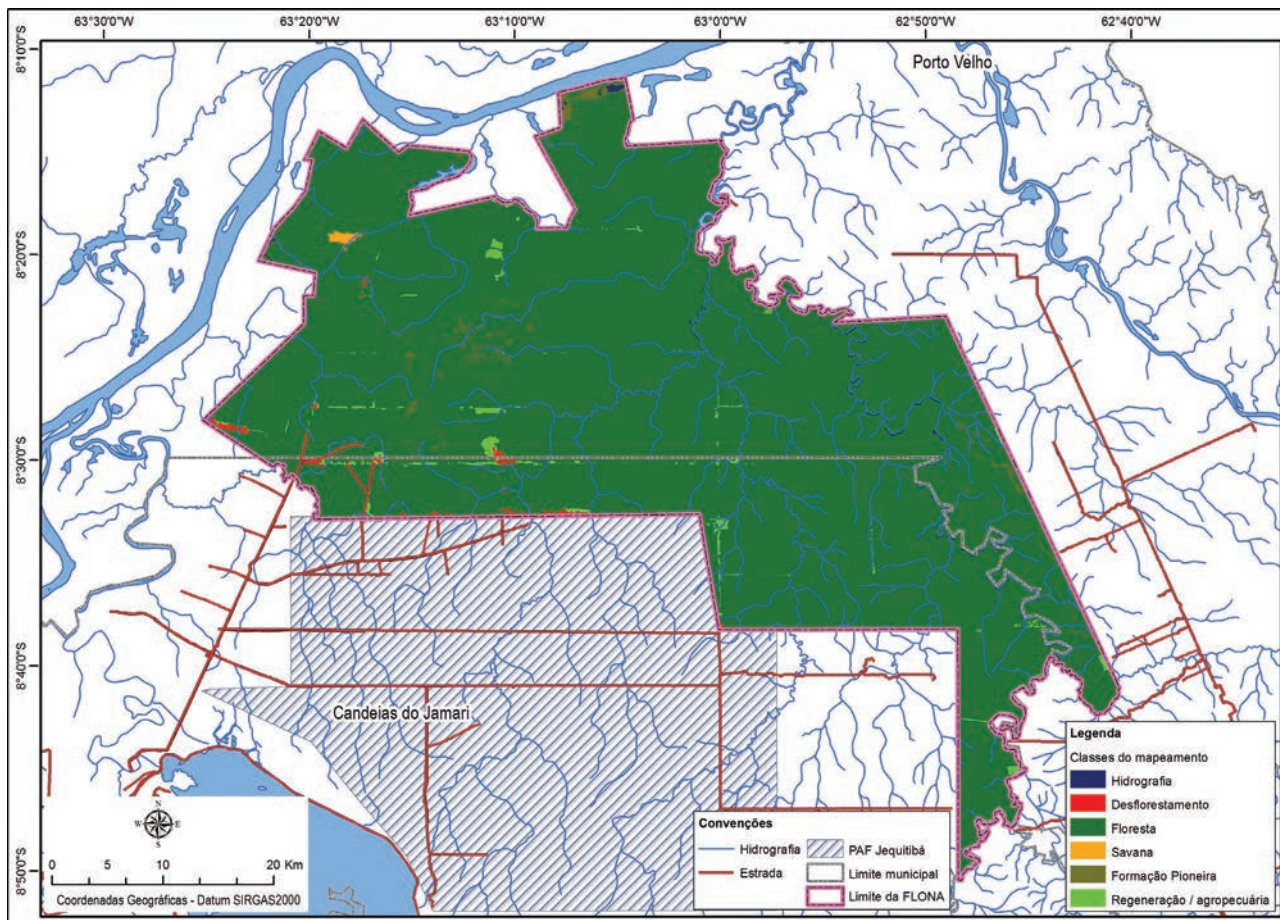 63°30'0"W 63°20'0"W 63°10'0"W 63°0'0"W 62°50'0"W 62°40'0"W
8°10'0"S
8°20'0"S
8°30'0"S
8°40'0"S
8°50'0"S
Porto Velho
Candeias do Jamari
N
W E
S
0 5 10 20 Km
Coordenadas Geográficas - Datum SIRGAS2000
Convenções
Hidrografia
Estrada
PAF Jequitibá
Limite municipal
Limite da FLONA
Legenda
Classes do mapeamento
Hidrografia
Desflorestamento
Floresta
Savana
Formação Pioneira
Regeneração / agropecuária